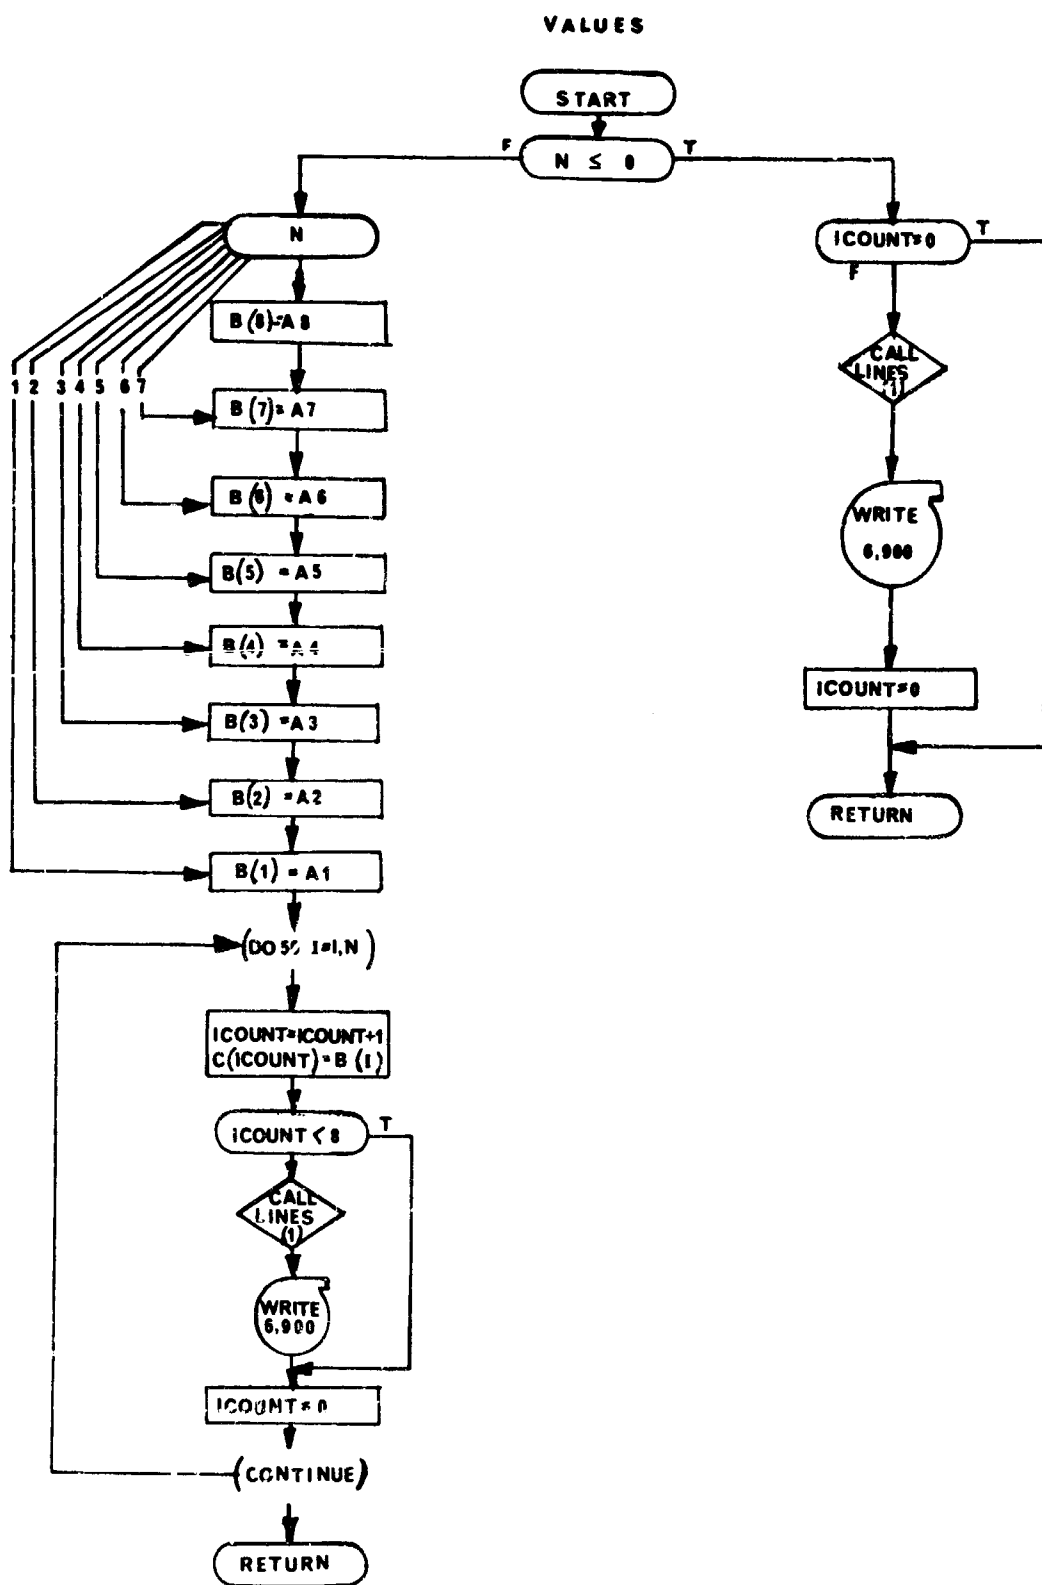 VALUES
START
F
N ≤ 0
T
N
ICOUNT=0
T
F
B(8)=A8
CALL
LINES
(1)
1 2 3 4 5 6 7
B(7)=A7
B(6) =A6
WRITE
6,900
B(5) =A5
B(4) =A4
ICOUNT=0
B(3) =A3
B(2) =A2
RETURN
B(1) = A1
(DO 50 I=1,N)
ICOUNT=ICOUNT+1
C(ICOUNT)=B(I)
ICOUNT < 8
T
CALL
LINES
(1)
WRITE
6,900
ICOUNT=0
(CONTINUE)
RETURN